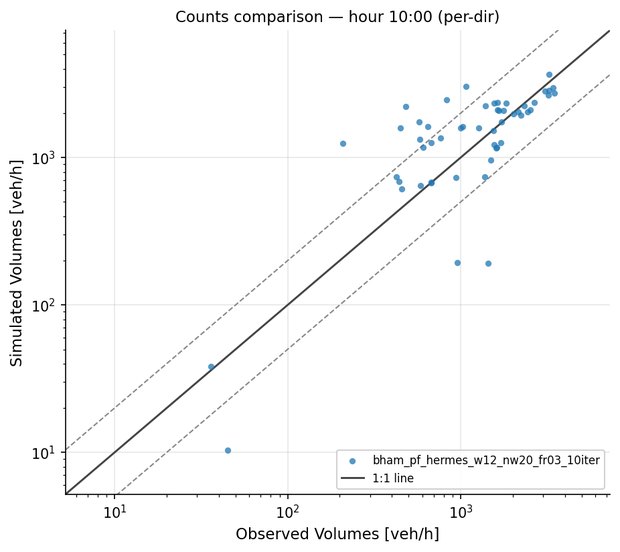 Counts comparison — hour 10:00 (per-dir)
Simulated Volumes [veh/h]
10³
10²
10¹
bham_pf_hermes_w12_nw20_fr03_10iter
1:1 line
10¹ 10² 10³
Observed Volumes [veh/h]